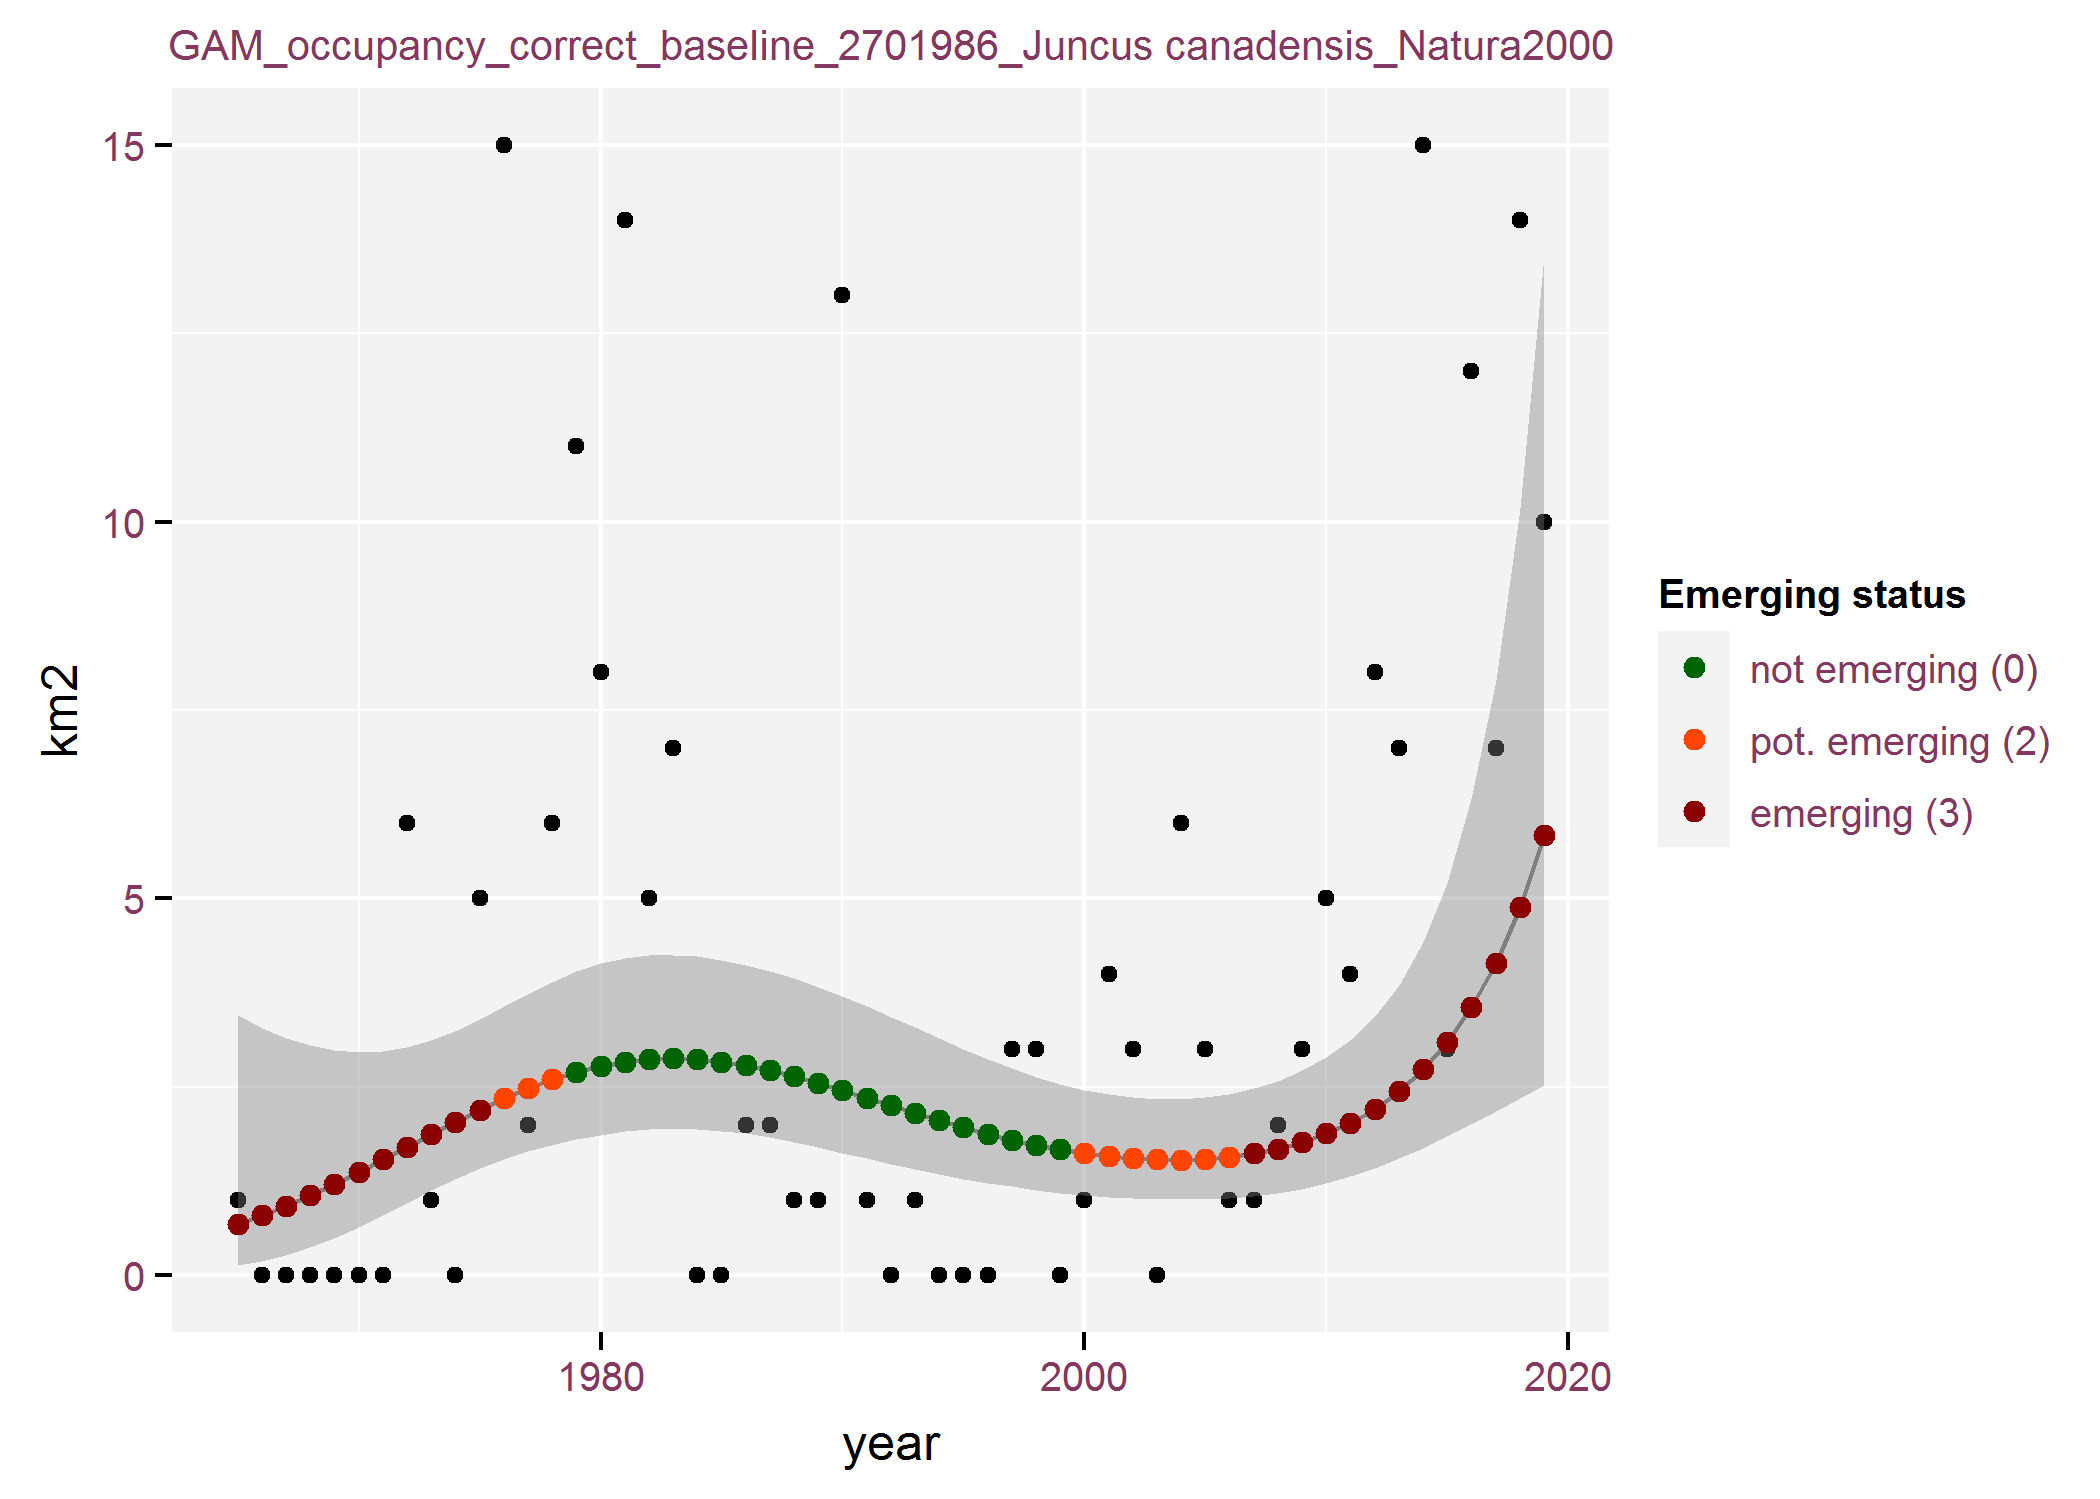 GAM_occupancy_correct_baseline_2701986_Juncus canadensis_Natura2000
15
10
5
0
km2
1980
2000
2020
year
Emerging status
not emerging (0)
pot. emerging (2)
emerging (3)